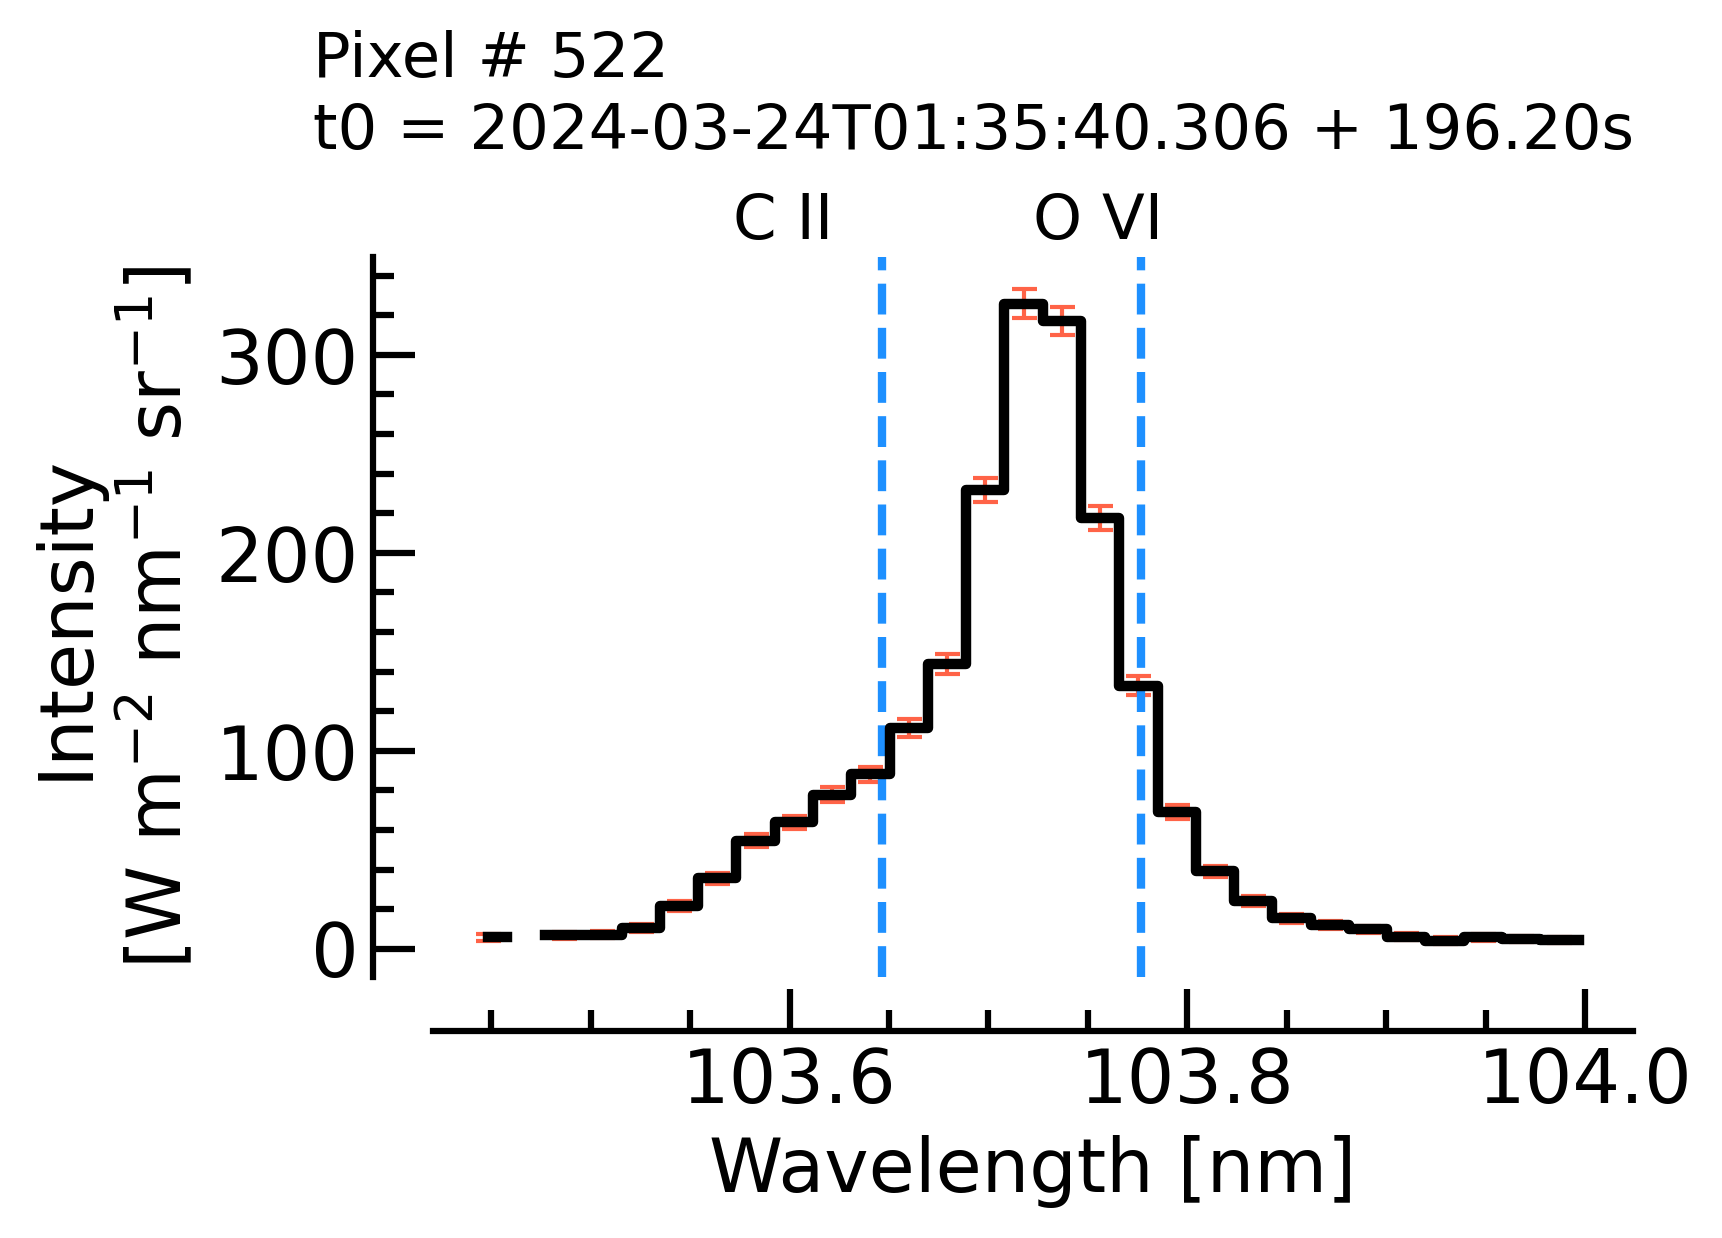 Pixel # 522
t0 = 2024-03-24T01:35:40.306 + 196.20s
C II O VI
Intensity
[W m⁻² nm⁻¹ sr⁻¹]
300
200
100
0
103.6 103.8 104.0
Wavelength [nm]